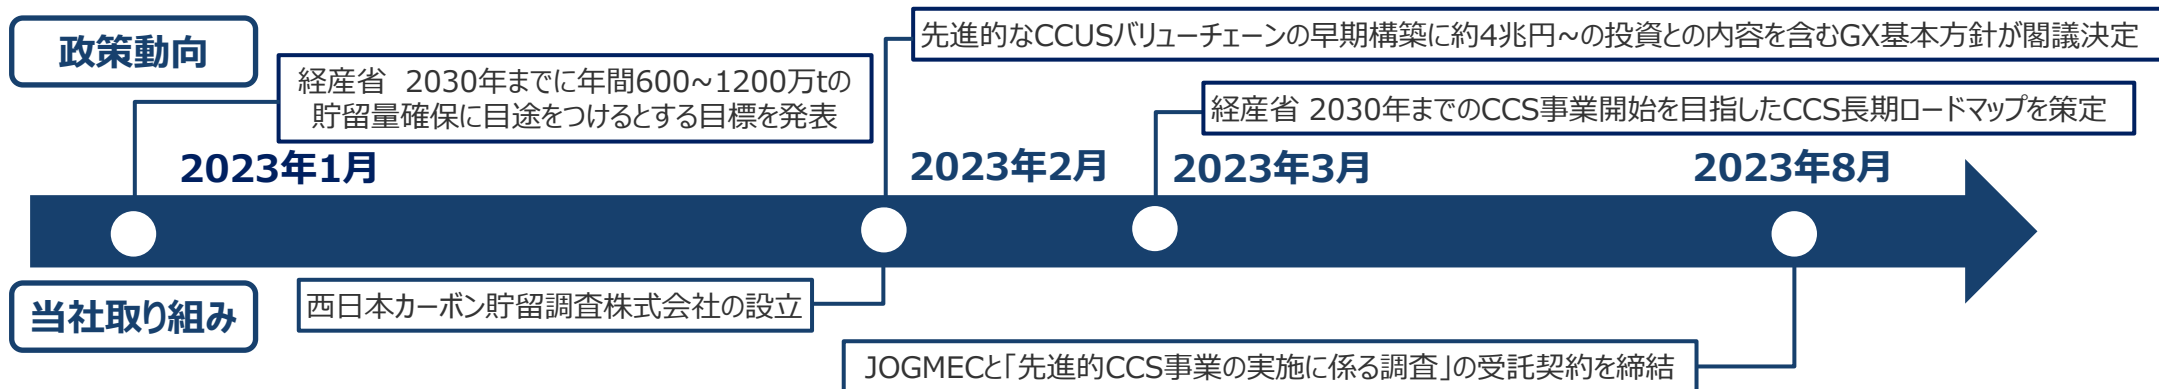 政策動向
先進的なCCUSバリューチェーンの早期構築に約4兆円~の投資との内容を含むGX基本方針が閣議決定
経産省 2030年までに年間600~1200万tの
貯留量確保に目途をつけるとする目標を発表
経産省 2030年までのCCS事業開始を目指したCCS長期ロードマップを策定
2023年1月
2023年2月
2023年3月
2023年8月
当社取り組み
西日本カーボン貯留調査株式会社の設立
JOGMECと「先進的CCS事業の実施に係る調査」の受託契約を締結